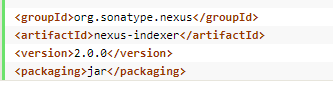 <groupId>org.sonatype.nexus</groupId>
<artifactId>nexus-indexer</artifactId>
<version>2.0.0</version>
<packaging>jar</packaging>